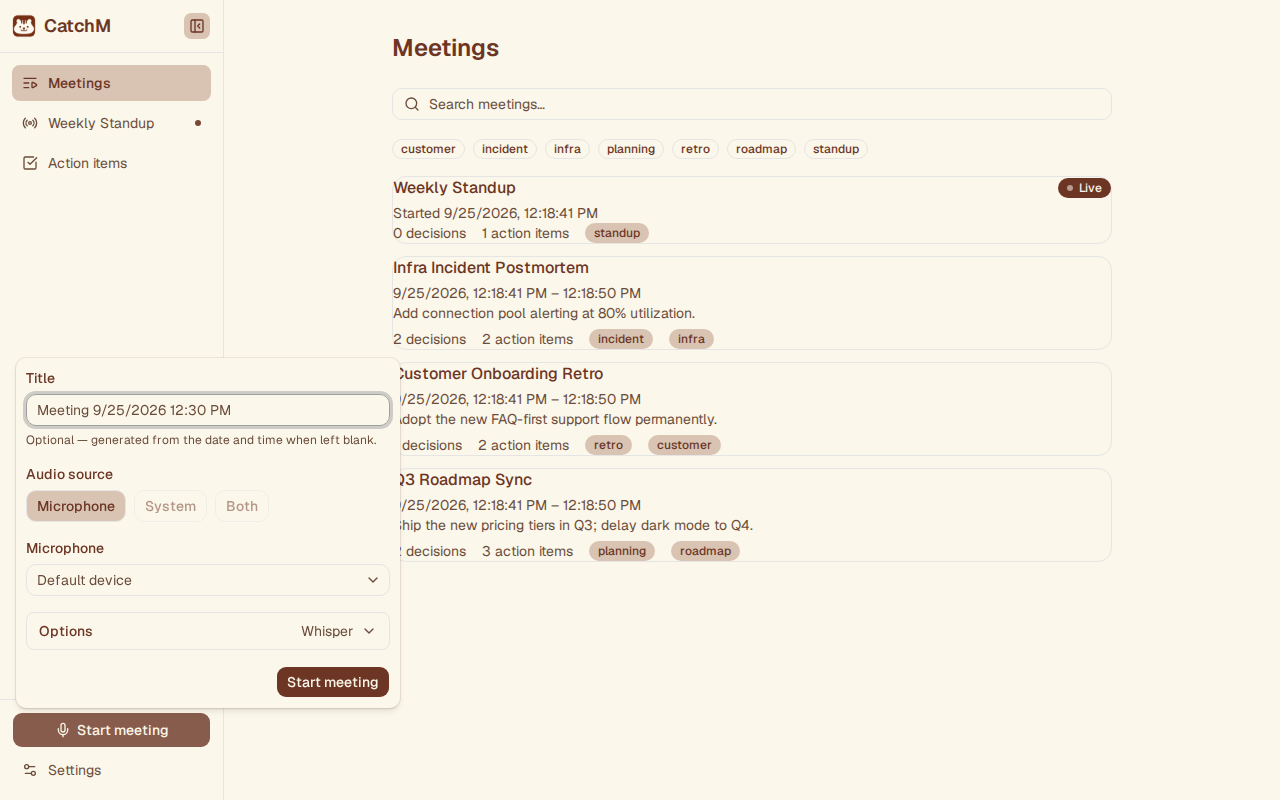 CatchM
Meetings
Weekly Standup
Action items
Meetings
Search meetings...
customer incident infra planning retro roadmap standup
Weekly Standup Live
Started 9/25/2026, 12:18:41 PM
0 decisions 1 action items standup
Infra Incident Postmortem
9/25/2026, 12:18:41 PM – 12:18:50 PM
Add connection pool alerting at 80% utilization.
2 decisions 2 action items incident infra
Customer Onboarding Retro
/25/2026, 12:18:41 PM – 12:18:50 PM
Adopt the new FAQ-first support flow permanently.
decisions 2 action items retro customer
Q3 Roadmap Sync
/25/2026, 12:18:41 PM – 12:18:50 PM
Ship the new pricing tiers in Q3; delay dark mode to Q4.
2 decisions 3 action items planning roadmap
Title
Meeting 9/25/2026 12:30 PM
Optional — generated from the date and time when left blank.
Audio source
Microphone System Both
Microphone
Default device
Options Whisper
Start meeting
Start meeting
Settings